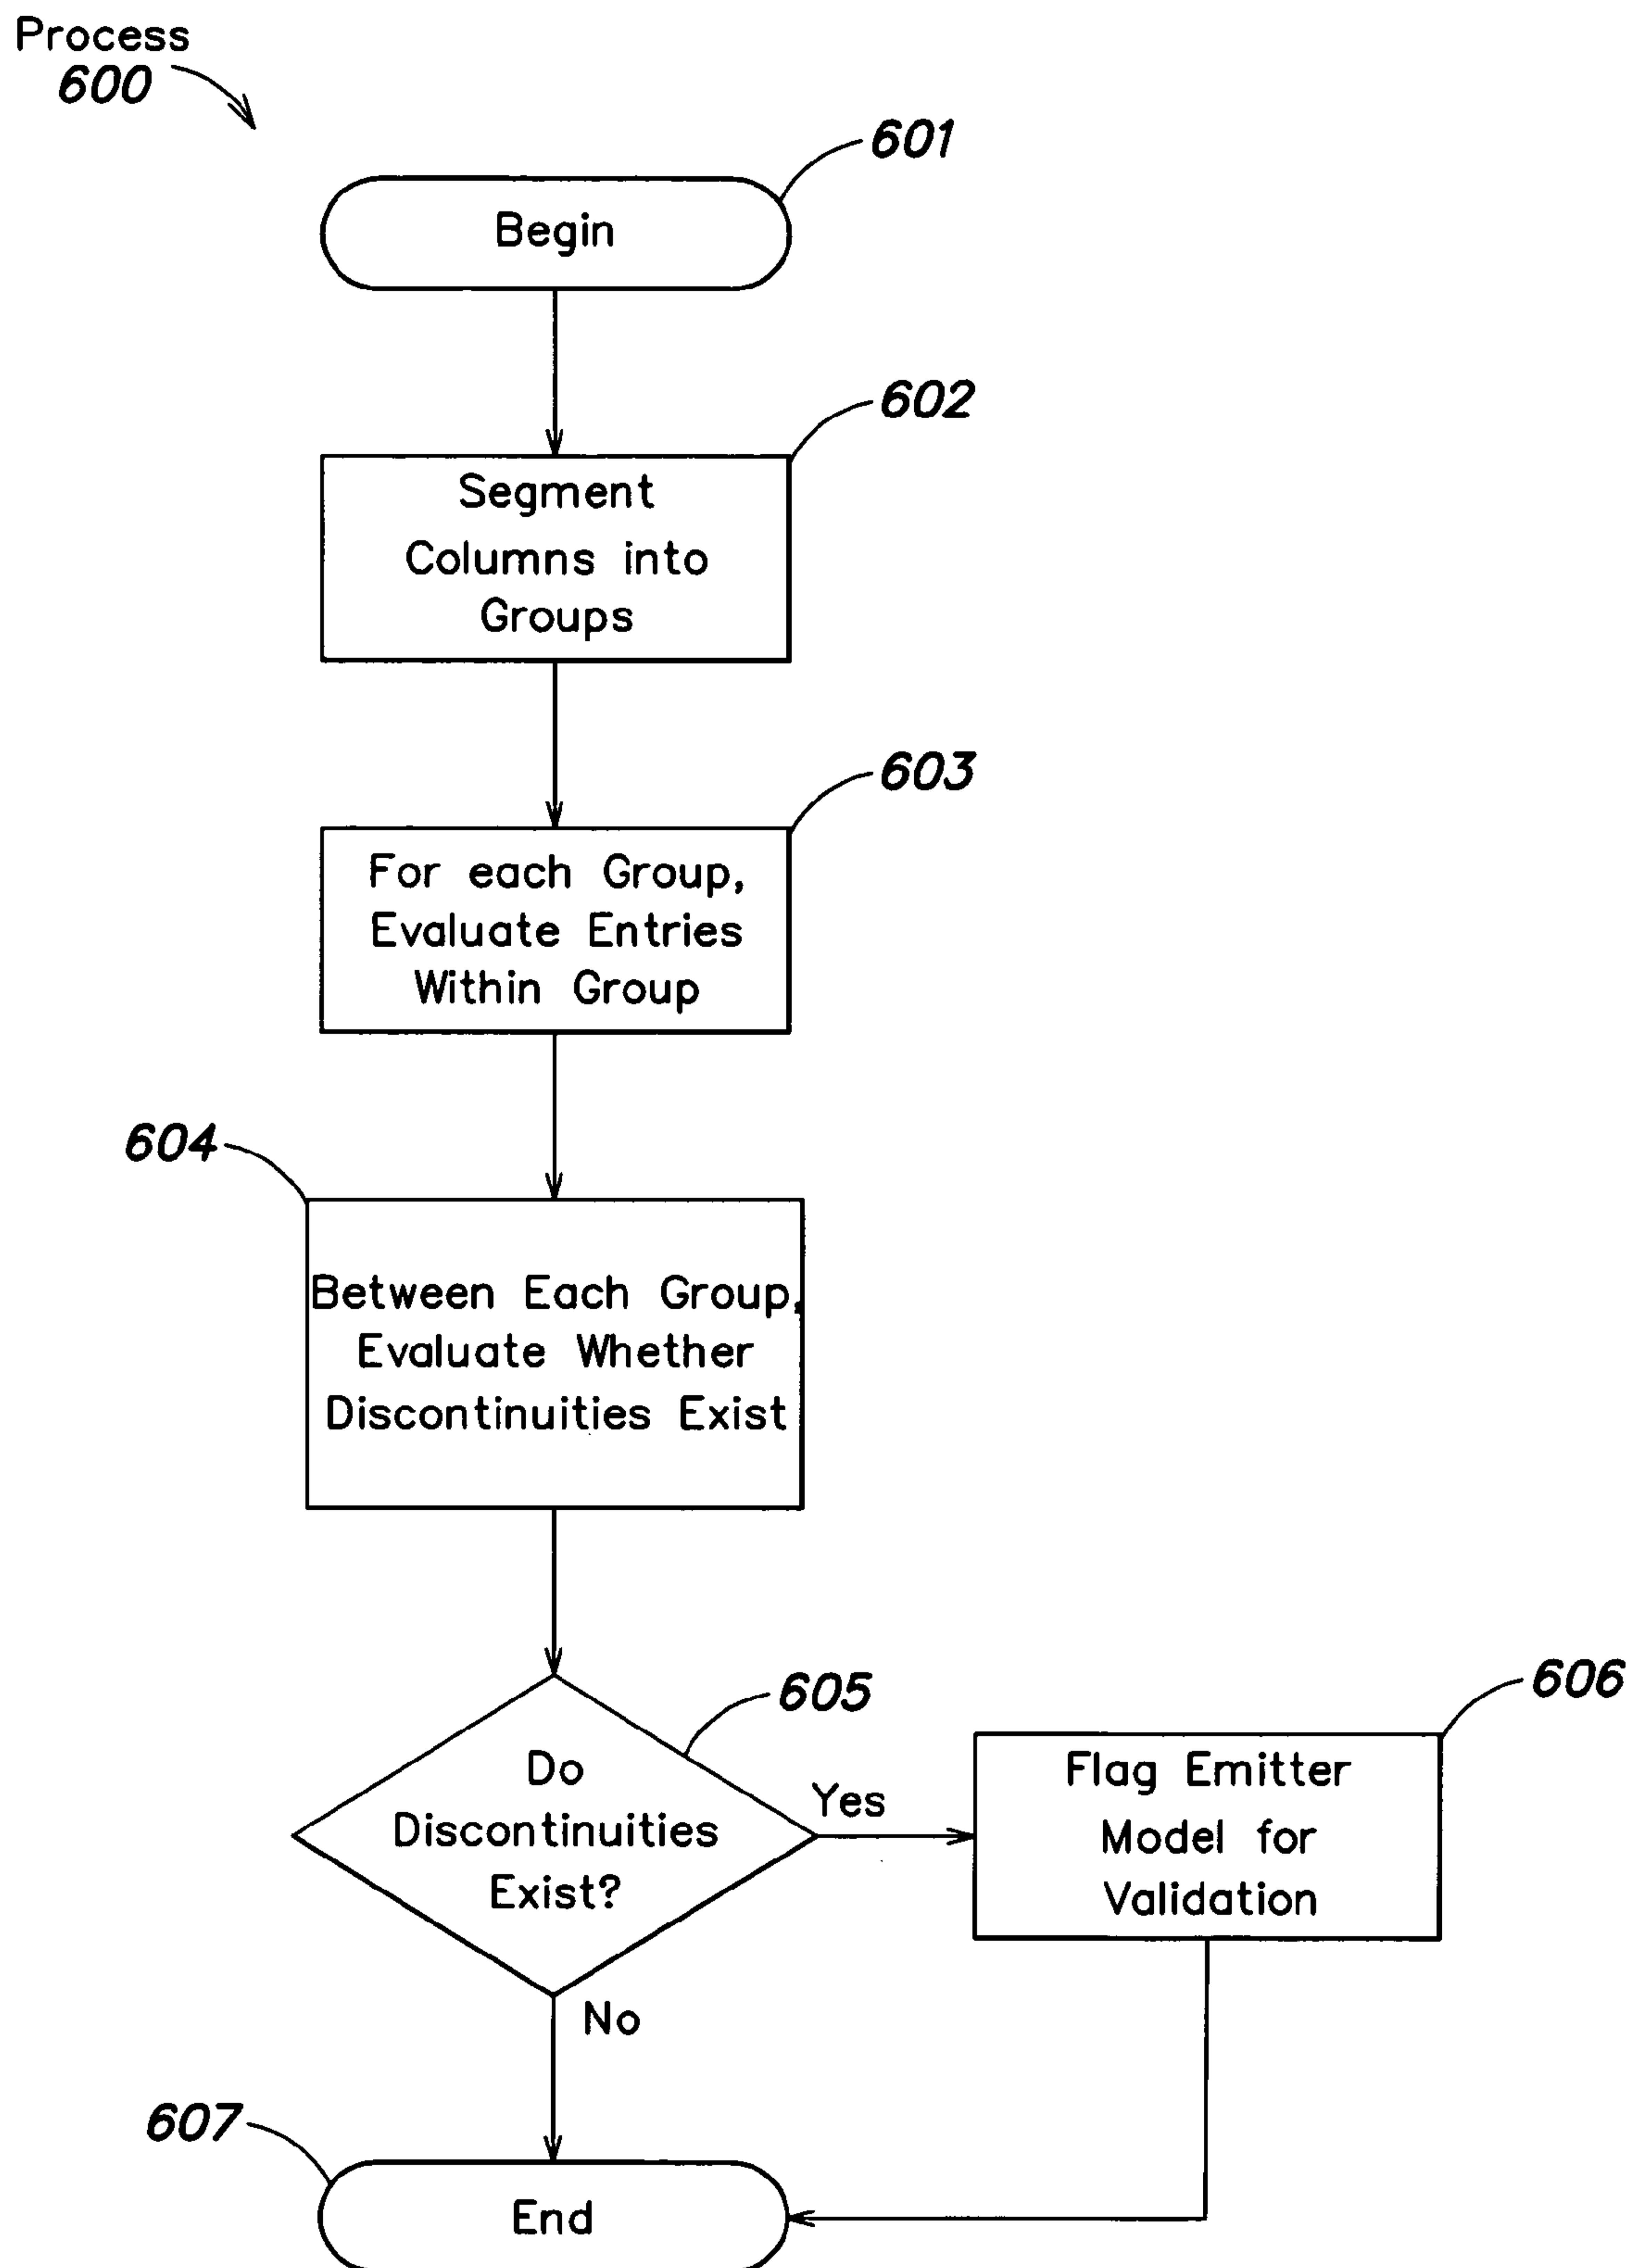 Process
600
601
Begin
602
Segment
Columns into
Groups
603
For each Group,
Evaluate Entries
Within Group
604
Between Each Group,
Evaluate Whether
Discontinuities Exist
605
Do
Discontinuities
Exist?
Yes
606
Flag Emitter
Model for
Validation
No
607
End